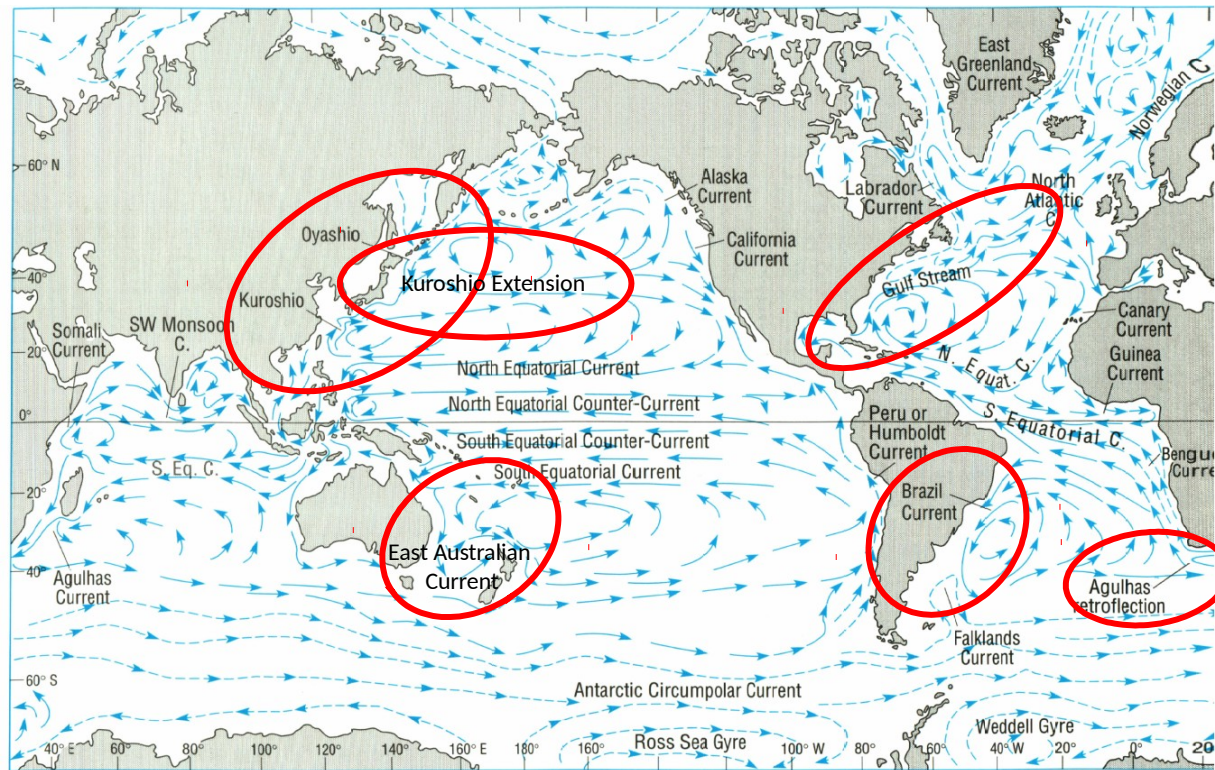 East
Greenland
Current
Norwegian C
60° N
Alaska
Current
Labrador
Current
North
Atlantic
C.
Oyashio
California
Current
40°
Kuroshio Extension
Gulf Stream
Kuroshio
Somali
Current
SW Monsoon
C.
Canary
Current
20°
North Equatorial Current
N. Equat. C.
Guinea
Current
0°
North Equatorial Counter-Current
Peru or
Humboldt
Current
S. Equatorial C.
South Equatorial Counter-Current
S. Eq. C.
South Equatorial Current
Bengu
Curre
20°
Brazil
Current
East Australian
Current
40°
Agulhas
Current
Agulhas
retroflection
Falklands
Current
60° S
Antarctic Circumpolar Current
Weddell Gyre
Ross Sea Gyre
40° E 60° 80° 100° 120° 140° 160° E 180° 160° 100° W 80° 60° 40° W 20° 0° 20